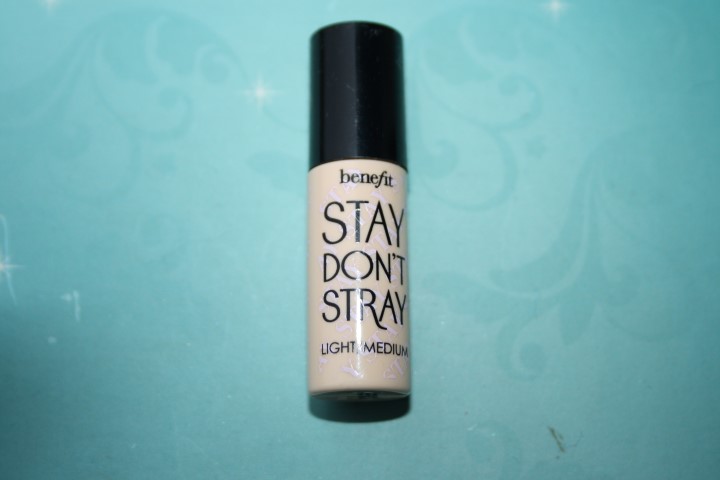 benefit
STAY
DON'T
STRAY
LIGHT/MEDIUM